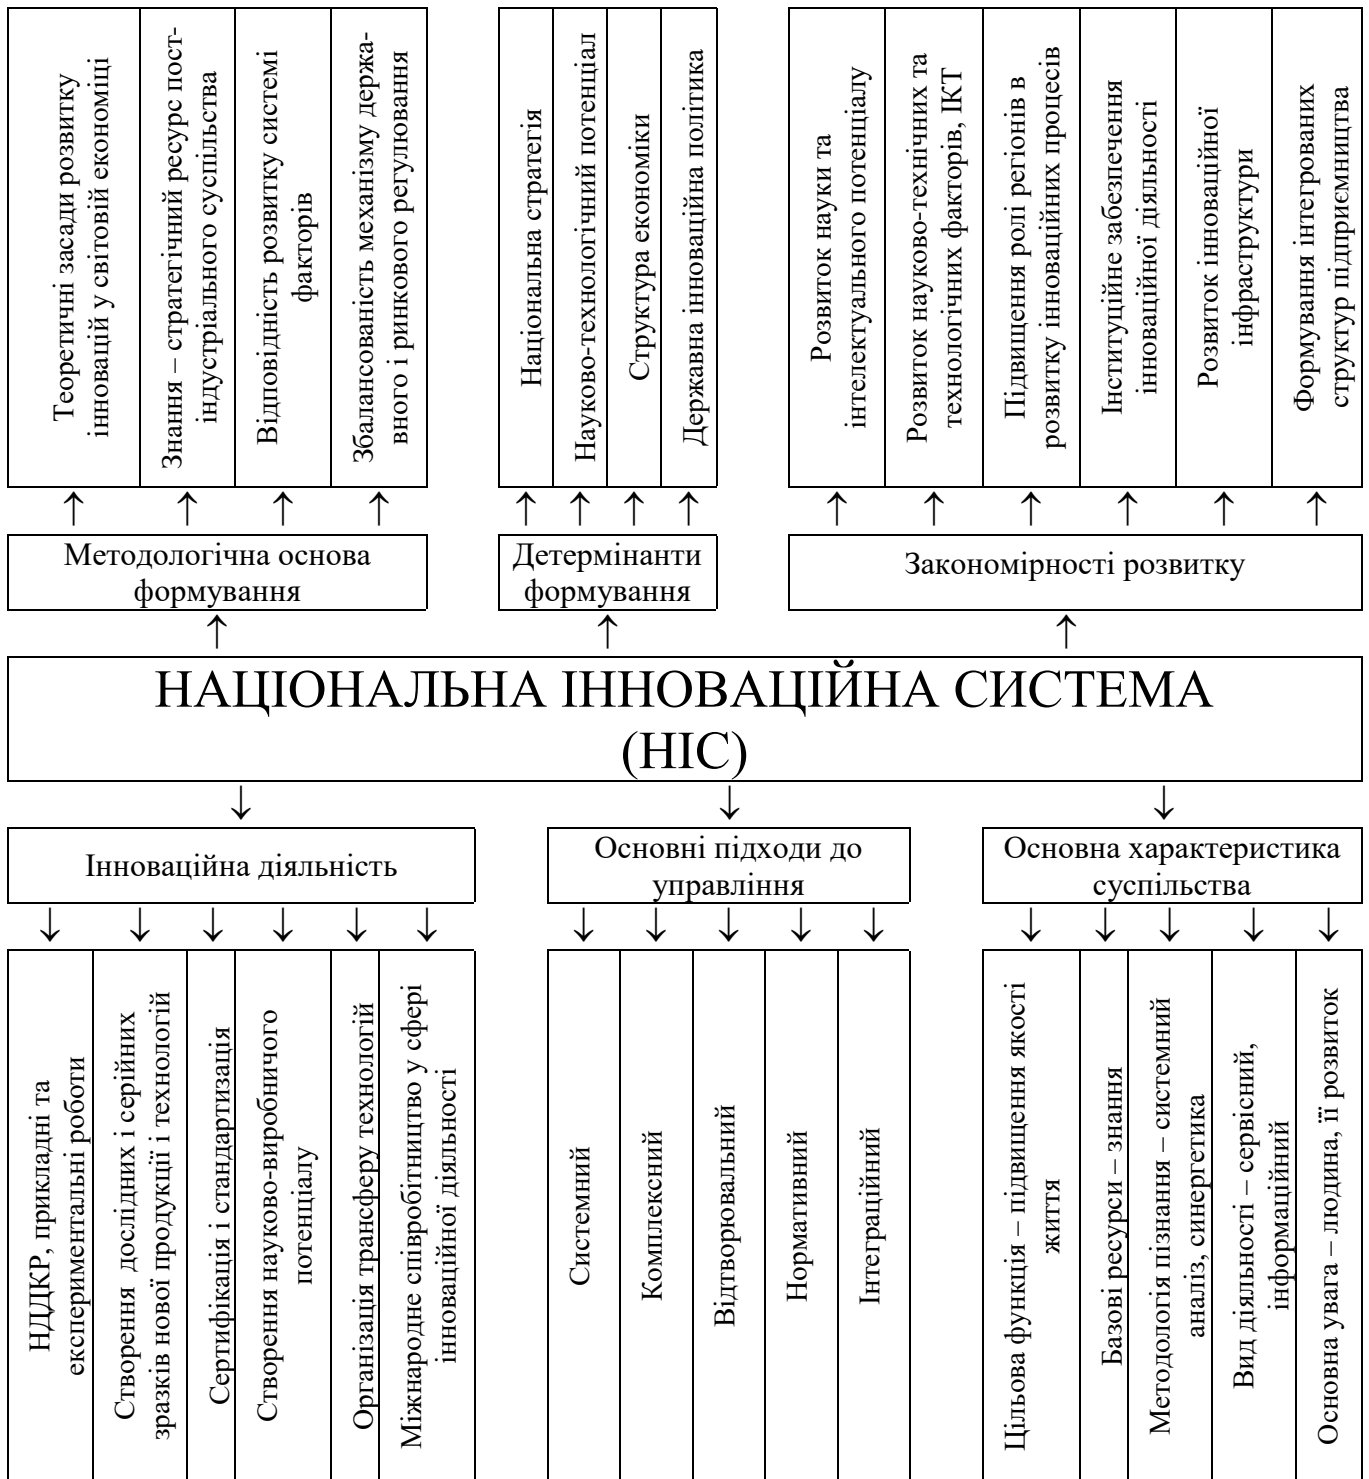 Теоретичні засади розвитку
інновацій у світовій економіці
Знання – стратегічний ресурс пост-
індустріального суспільства
Відповідність розвитку системі
факторів
Збалансованість механізму держа-
вного і ринкового регулювання
Національна стратегія
Науково-технологічний потенціал
Структура економіки
Державна інноваційна політика
Розвиток науки та
інтелектуального потенціалу
Розвиток науково-технічних та
технологічних факторів, ІКТ
Підвищення ролі регіонів в
розвитку інноваційних процесів
Інституційне забезпечення
інноваційної діяльності
Розвиток інноваційної
інфраструктури
Формування інтегрованих
структур підприємництва
Методологічна основа
формування
Детермінанти
формування
Закономірності розвитку
НАЦІОНАЛЬНА ІННОВАЦІЙНА СИСТЕМА
(НІС)
Інноваційна діяльність
Основні підходи до
управління
Основна характеристика
суспільства
НДДКР, прикладні та
експериментальні роботи
Створення дослідних і серійних
зразків нової продукції і технологій
Сертифікація і стандартизація
Створення науково-виробничого
потенціалу
Організація трансферу технологій
Міжнародне співробітництво у сфері
інноваційної діяльності
Системний
Комплексний
Відтворювальний
Нормативний
Інтеграційний
Цільова функція – підвищення якості
життя
Базові ресурси – знання
Методологія пізнання – системний
аналіз, синергетика
Вид діяльності – сервісний,
інформаційний
Основна увага – людина, її розвиток